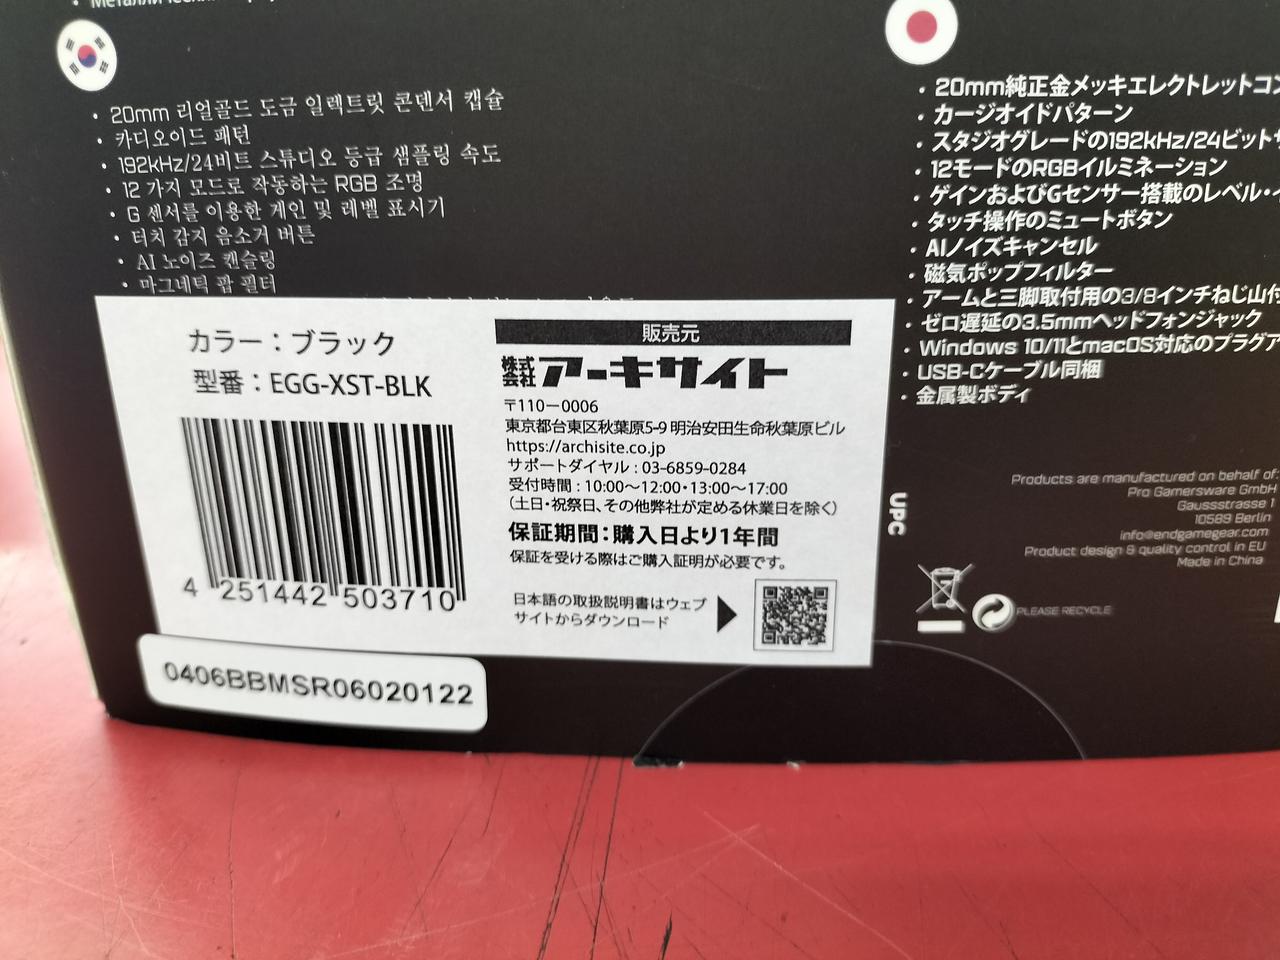 20mm 리얼골드 도금 일렉트릿 콘덴서 캡슐
카디오이드 패턴
192kHz/24비트 스튜디오 등급 샘플링 속도
12 가지 모드로 작동하는 RGB 조명
G 센서를 이용한 게인 및 레벨 표시기
터치 감지 음소거 버튼
AI 노이즈 캔슬링
마그네틱 팝 필터
20mm純正金メッキエレクトレットコン
カージオイドパターン
スタジオグレードの192kHz/24ビット
12モードのRGBイルミネーション
ゲインおよびGセンサー搭載のレベル・
タッチ操作のミュートボタン
AIノイズキャンセル
磁気ポップフィルター
アームと三脚取付用の3/8インチねじ山付
ゼロ遅延の3.5mmヘッドフォンジャック
Windows 10/11とmacOS対応のプラグア
USB-Cケーブル同梱
金属製ボディ
カラー：ブラック
型番：EGG-XST-BLK
4 251442 503710
販売元
株式会社アーキサイト
〒110－0006
東京都台東区秋葉原5-9 明治安田生命秋葉原ビル
https://archisite.co.jp
サポートダイヤル : 03-6859-0284
受付時間 : 10:00～12:00・13:00～17:00
（土日・祝祭日、その他弊社が定める休業日を除く）
保証期間：購入日より1年間
保証を受ける際はご購入証明が必要です。
日本語の取扱説明書はウェブ
サイトからダウンロード
0406BBMSR06020122
UPC
Products are manufactured on behalf of:
Pro Gamersware GmbH
Gaussstrasse 1
10589 Berlin
info@endgamegear.com
Product design & quality control in EU
Made in China
PLEASE RECYCLE